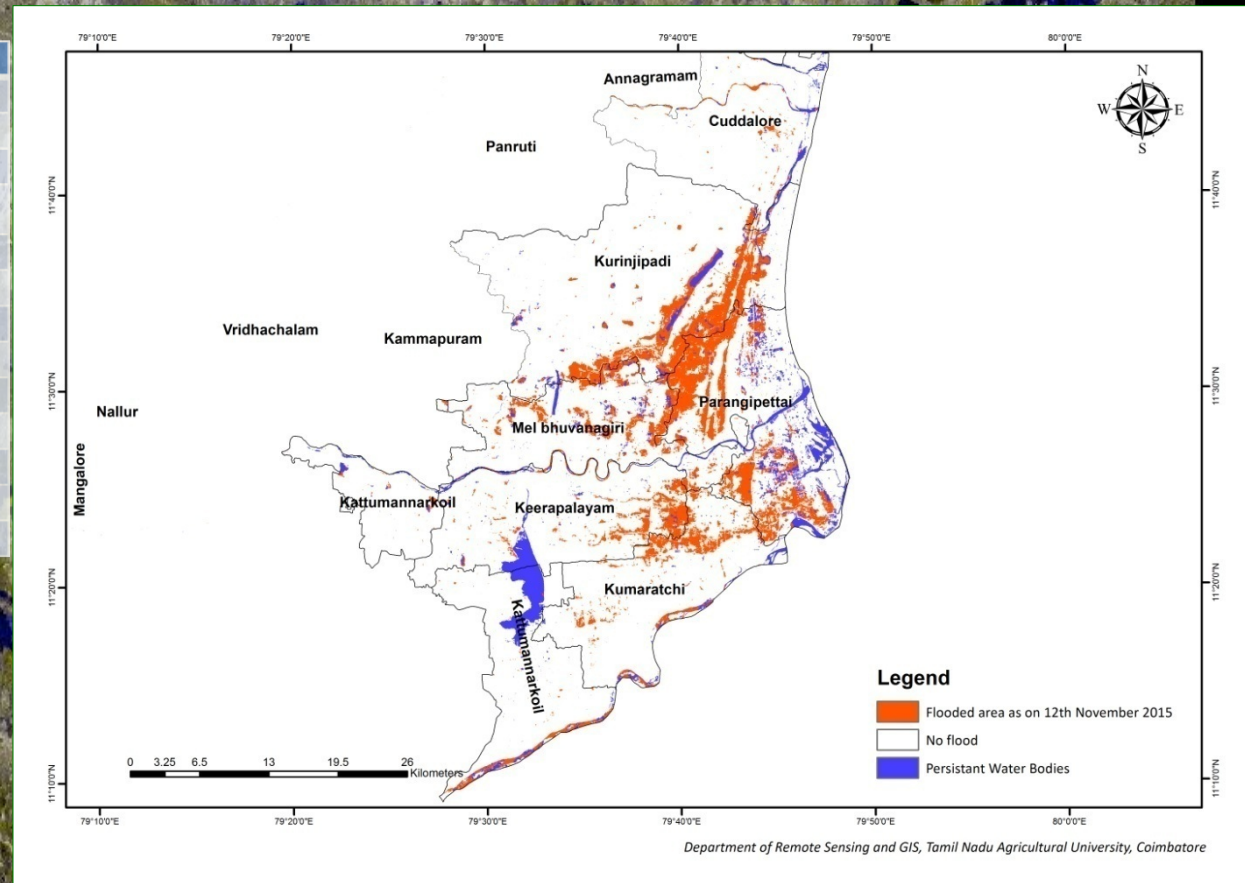 79°10'0"E 79°20'0"E 79°30'0"E 79°40'0"E 79°50'0"E 80°0'0"E
Annagramam
N
W E
S
Cuddalore
Panruti
11°40'0"N 11°40'0"N
Kurinjipadi
Vridhachalam
Kammapuram
11°30'0"N 11°30'0"N
Nallur
Parangipettai
Mel bhuvanagiri
Mangalore
Kattumannarkoil
Keerapalayam
11°20'0"N 11°20'0"N
Kumaratchi
Kattumannarkoil
Legend
Flooded area as on 12th November 2015
No flood
Persistant Water Bodies
0 3.25 6.5 13 19.5 26
Kilometers
11°10'0"N 11°10'0"N
79°10'0"E 79°20'0"E 79°30'0"E 79°40'0"E 79°50'0"E 80°0'0"E
Department of Remote Sensing and GIS, Tamil Nadu Agricultural University, Coimbatore